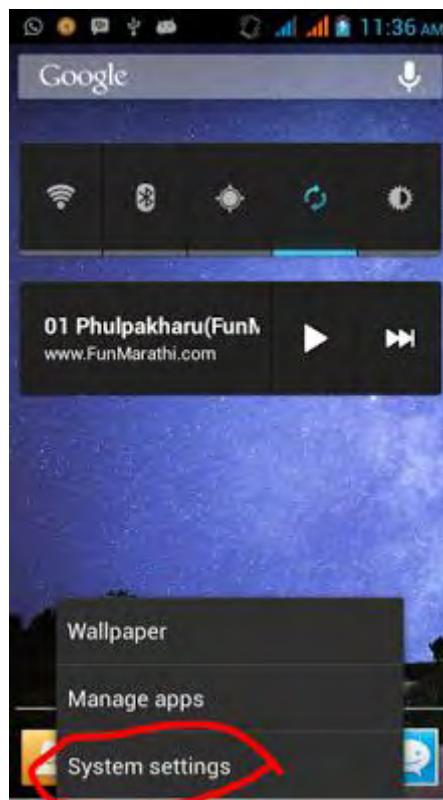 11:36 AM
Google
01 Phulpakharu(FunM
www.FunMarathi.com
Wallpaper
Manage apps
System settings